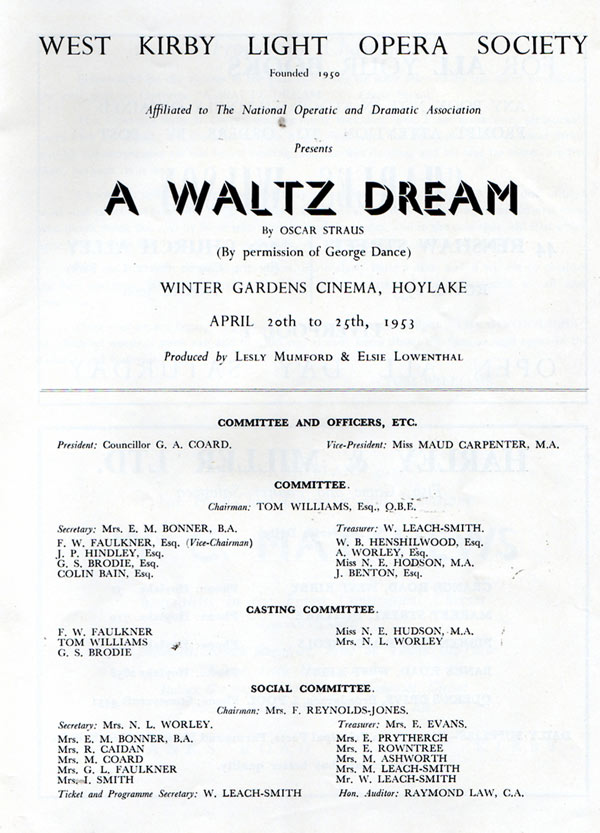 WEST KIRBY LIGHT OPERA SOCIETY
Founded 1950
Affiliated to The National Operatic and Dramatic Association
Presents
A WALTZ DREAM
By OSCAR STRAUS
(By permission of George Dance)
WINTER GARDENS CINEMA, HOYLAKE
APRIL 20th to 25th, 1953
Produced by LESLY MUMFORD & ELSIE LOWENTHAL
COMMITTEE AND OFFICERS, ETC.
President: Councillor G. A. COARD. Vice-President: Miss MAUD CARPENTER, M.A.
COMMITTEE.
Chairman: TOM WILLIAMS, Esq., O.B.E.
Secretary: Mrs. E. M. BONNER, B.A. Treasurer: W. LEACH-SMITH.
F. W. FAULKNER, Esq. (Vice-Chairman) W. B. HENSHILWOOD, Esq.
J. P. HINDLEY, Esq. A. WORLEY, Esq.
G. S. BRODIE, Esq. Miss N. E. HODSON, M.A.
COLIN BAIN, Esq. J. BENTON, Esq.
CASTING COMMITTEE.
F. W. FAULKNER Miss N. E. HUDSON, M.A.
TOM WILLIAMS Mrs. N. L. WORLEY
G. S. BRODIE
SOCIAL COMMITTEE.
Chairman: Mrs. F. REYNOLDS-JONES.
Secretary: Mrs. N. L. WORLEY. Treasurer: Mrs. E. EVANS.
Mrs. E. M. BONNER, B.A. Mrs. E. PRYTHERCH
Mrs. R. CAIDAN Mrs. E. ROWNTREE
Mrs. M. COARD Mrs. M. ASHWORTH
Mrs. G. L. FAULKNER Mrs. M. LEACH-SMITH
Mrs. I. SMITH Mr. W. LEACH-SMITH
Ticket and Programme Secretary: W. LEACH-SMITH Hon. Auditor: RAYMOND LAW, C.A.